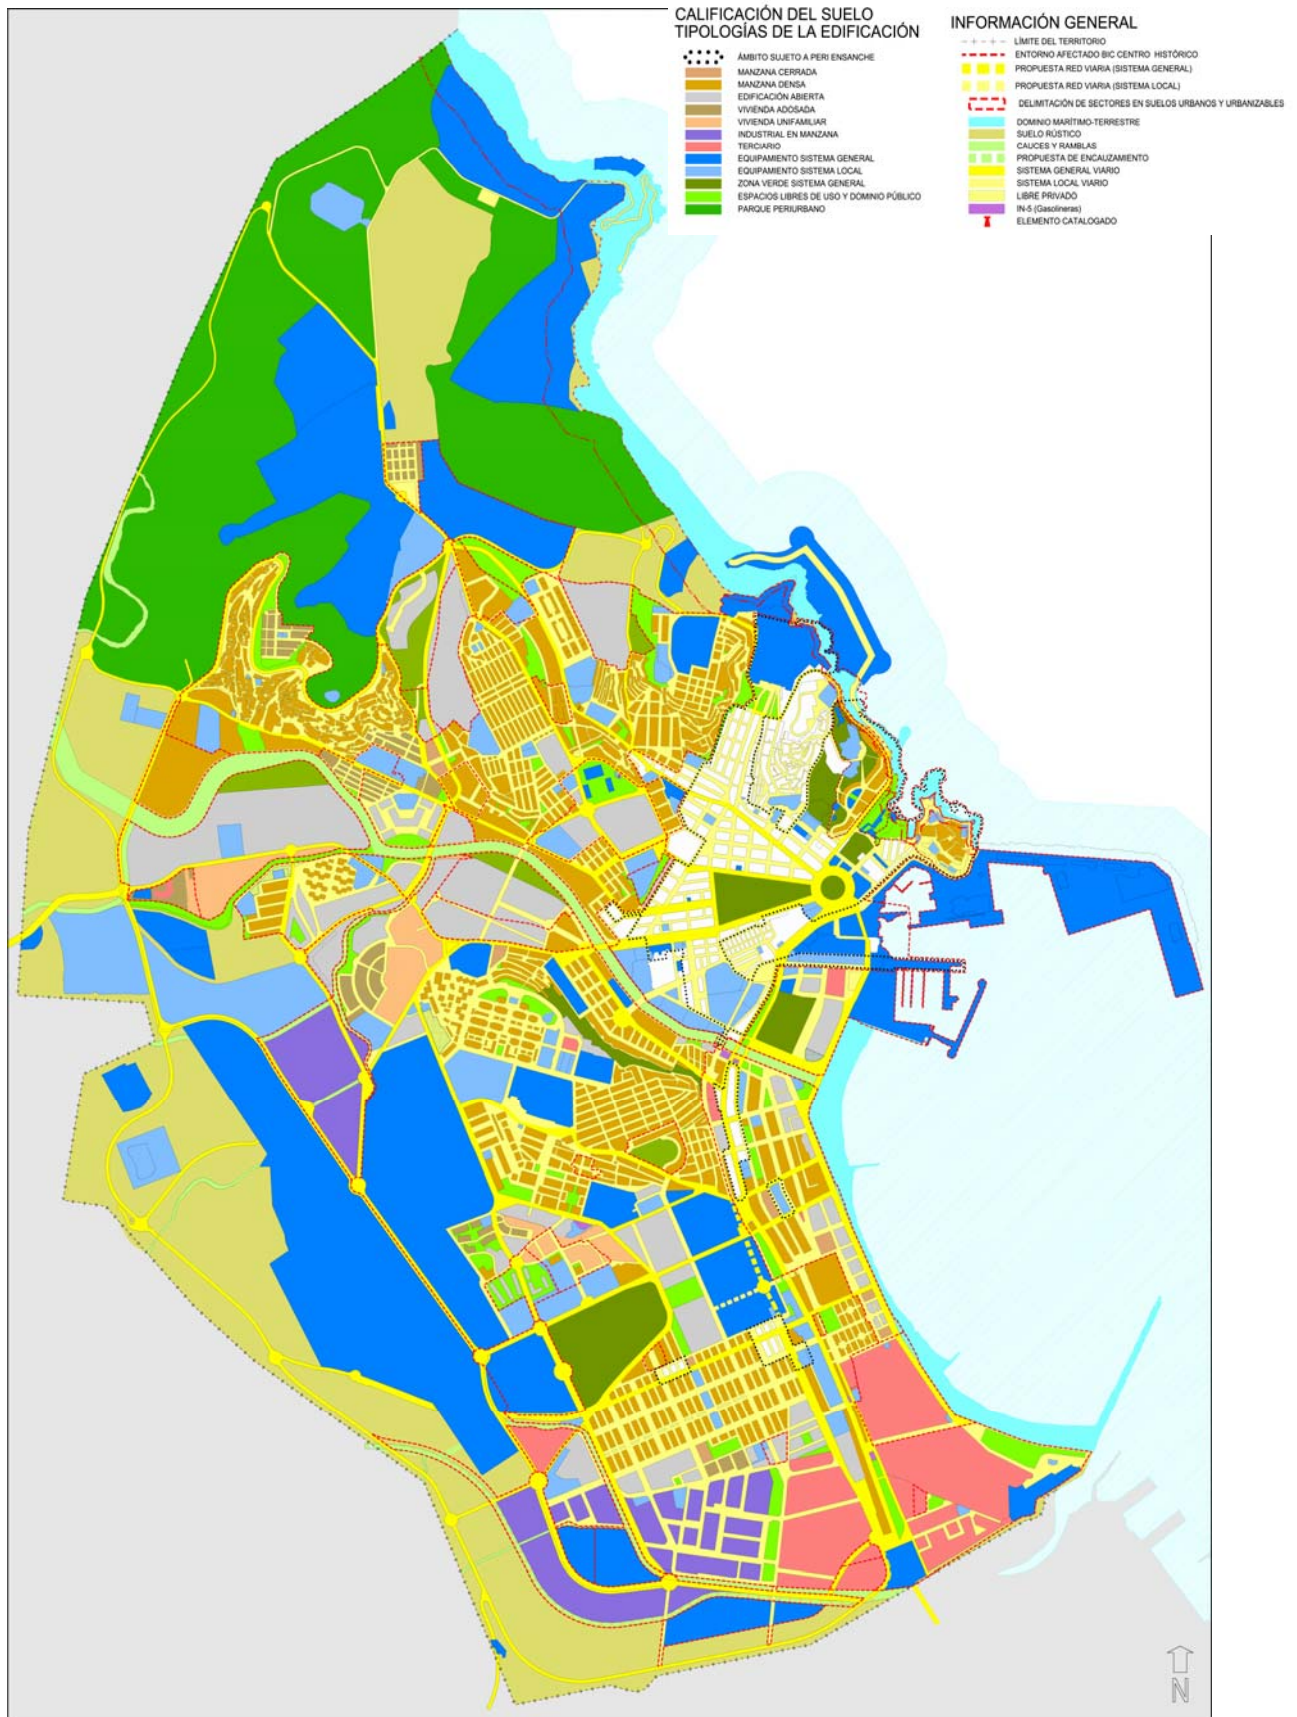 CALIFICACIÓN DEL SUELO
TIPOLOGÍAS DE LA EDIFICACIÓN
ÁMBITO SUJETO A PERI ENSANCHE
MANZANA CERRADA
MANZANA DENSA
EDIFICACIÓN ABIERTA
VIVIENDA ADOSADA
VIVIENDA UNIFAMILIAR
INDUSTRIAL EN MANZANA
TERCIARIO
EQUIPAMIENTO SISTEMA GENERAL
EQUIPAMIENTO SISTEMA LOCAL
ZONA VERDE SISTEMA GENERAL
ESPACIOS LIBRES DE USO Y DOMINIO PÚBLICO
PARQUE PERIURBANO
INFORMACIÓN GENERAL
LÍMITE DEL TERRITORIO
ENTORNO AFECTADO BIC CENTRO HISTÓRICO
PROPUESTA RED VIARIA (SISTEMA GENERAL)
PROPUESTA RED VIARIA (SISTEMA LOCAL)
DELIMITACIÓN DE SECTORES EN SUELOS URBANOS Y URBANIZABLES
DOMINIO MARÍTIMO-TERRESTRE
SUELO RÚSTICO
CAUCES Y RAMBLAS
PROPUESTA DE ENCAUZAMIENTO
SISTEMA GENERAL VIARIO
SISTEMA LOCAL VIARIO
LIBRE PRIVADO
IN-5 (Gasolineras)
ELEMENTO CATALOGADO
N